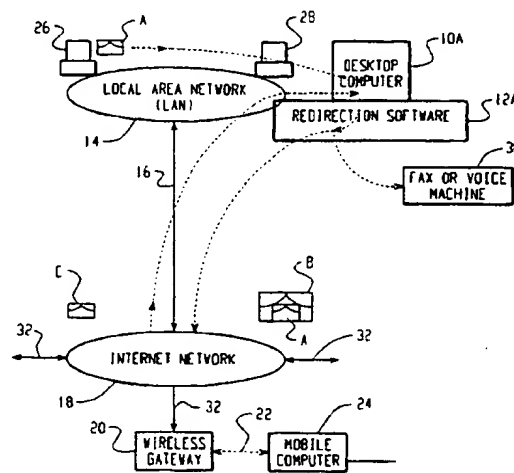 26
A
28
10A
DESKTOP
COMPUTER
LOCAL AREA NETWORK
(LAN)
REDIRECTION SOFTWARE
12A
14
16
FAX OR VOICE
MACHINE
C
B
A
32
INTERNET NETWORK
32
18
32
20
WIRELESS
GATEWAY
22
24
MOBILE
COMPUTER